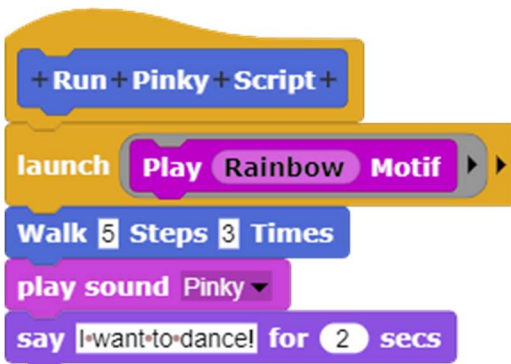 +Run+Pinky+Script+
launch Play Rainbow Motif
Walk 5 Steps 3 Times
play sound Pinky
say I•want•to•dance! for 2 secs